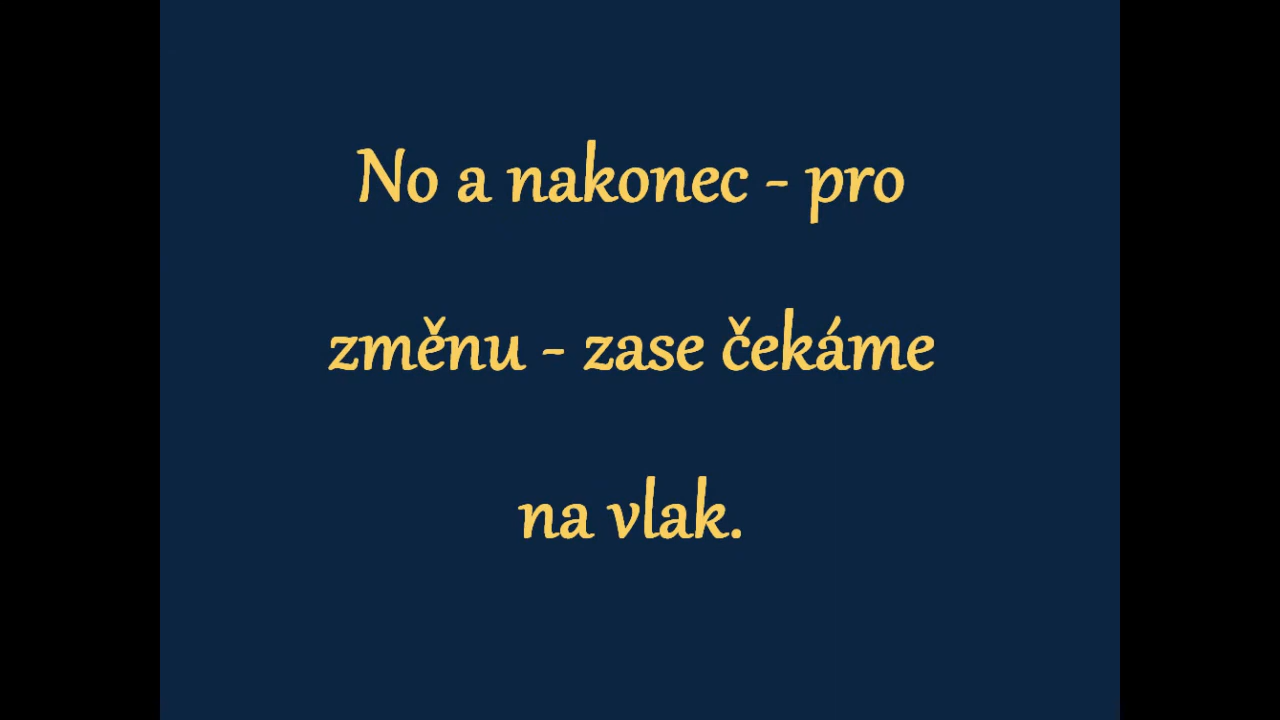 No a nakonec - pro
změnu - zase čekáme
na vlak.